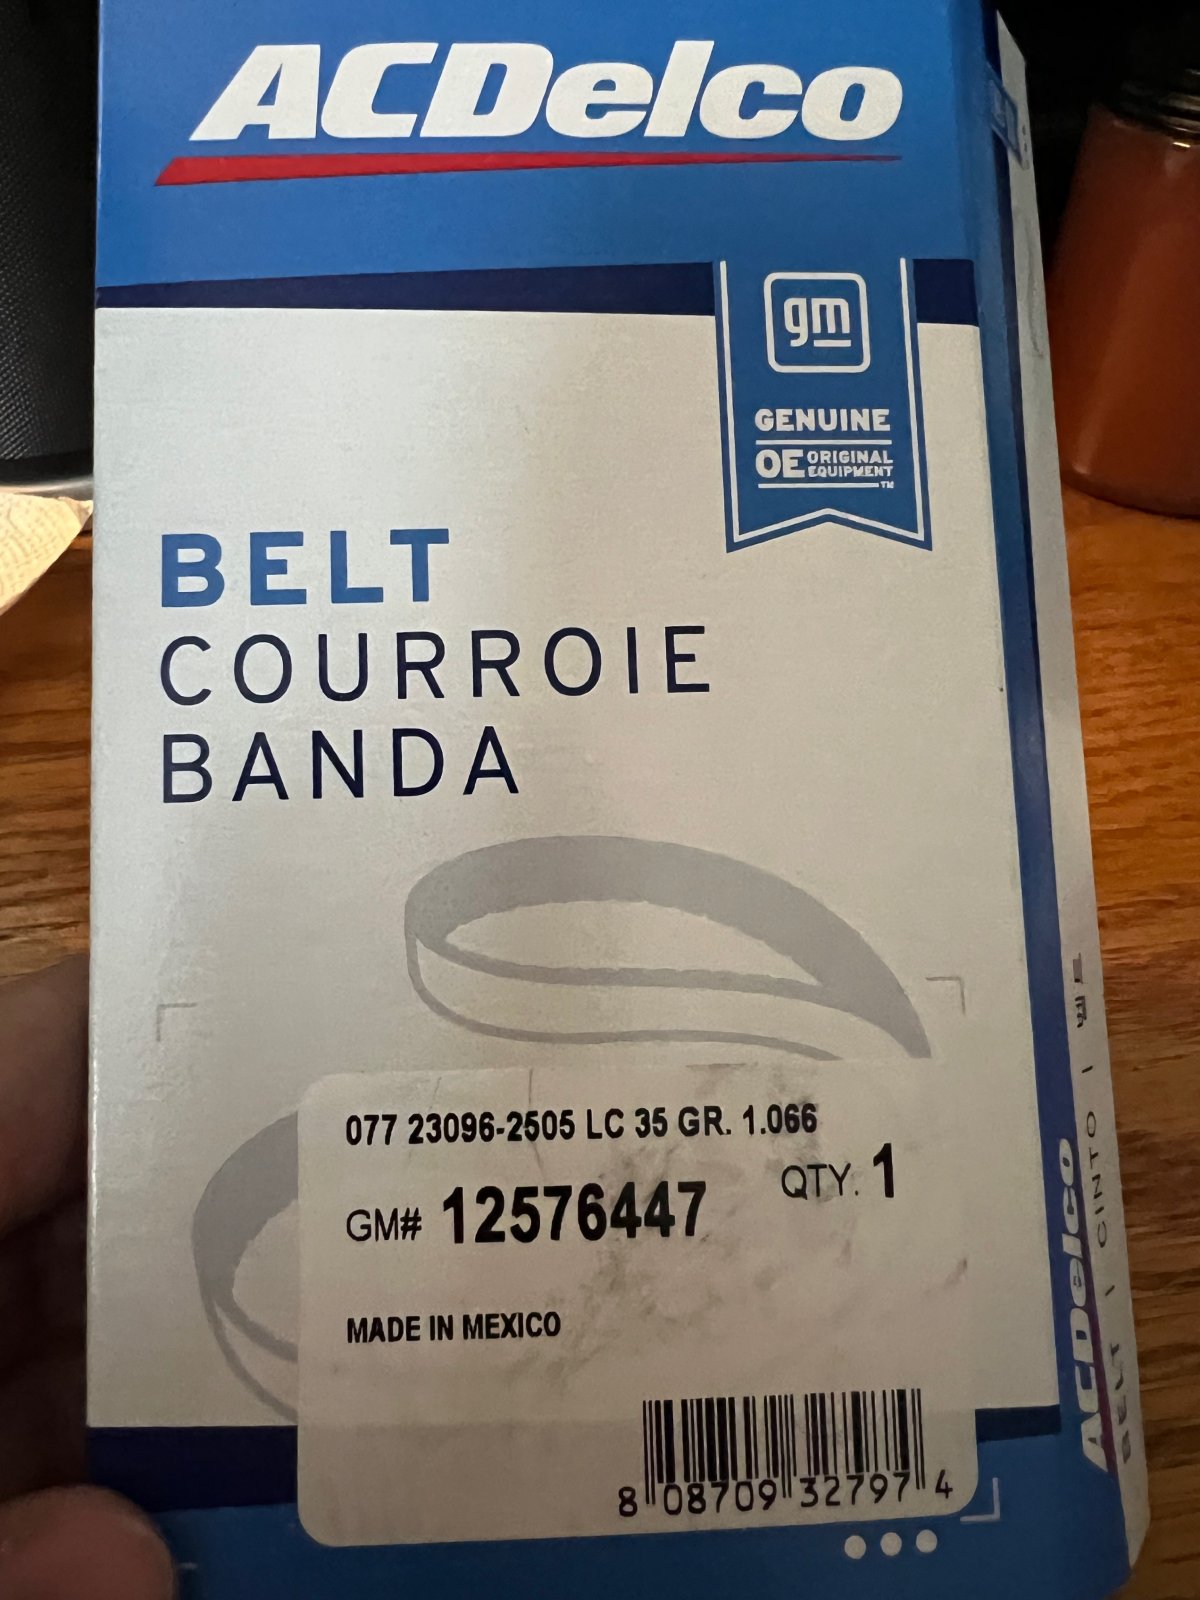 ACDelco
gm
GENUINE
OE ORIGINAL
EQUIPMENT
TM
BELT
COURROIE
BANDA
077 23096-2505 LC 35 GR. 1.066
QTY. 1
GM# 12576447
MADE IN MEXICO
8 08709 32797 4
ACDelco
BELT | CINTO |